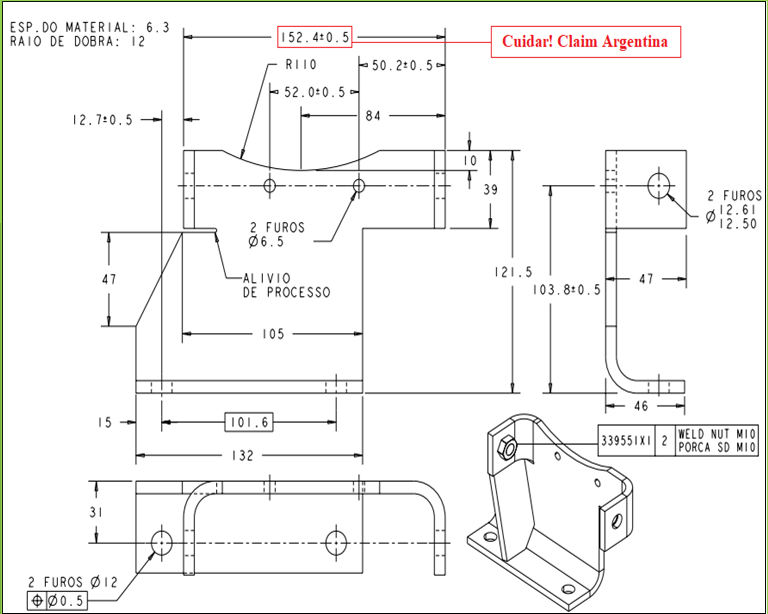 ESP.DO MATERIAL: 6.3
RAIO DE DOBRA: 12
152.4±0.5
Cuidar! Claim Argentina
R110
50.2±0.5
52.0±0.5
84
12.7±0.5
10
39
2 FUROS
Ø6.5
2 FUROS
Ø 12.61
12.50
47
ALIVIO
DE PROCESSO
121.5
103.8±0.5
47
105
46
15
101.6
132
339551X1 2 WELD NUT M10
PORCA SD M10
31
2 FUROS Ø12
⌖ Ø0.5